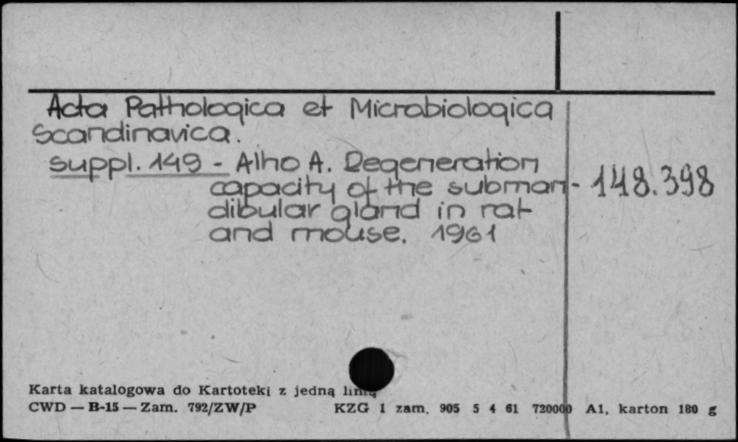 Acta Pathologica et Microbiologica
Scandinavica.
suppl. 149 - Alho A. Regeneration
capacity of the subman- 148.398
dibular gland in rat
and mouse. 1961
Karta katalogowa do Kartoteki z jedną linią
CWD — B-15 — Zam. 792/ZW/P KZG 1 zam. 905 5 4 61 720000 A1, karton 180 g